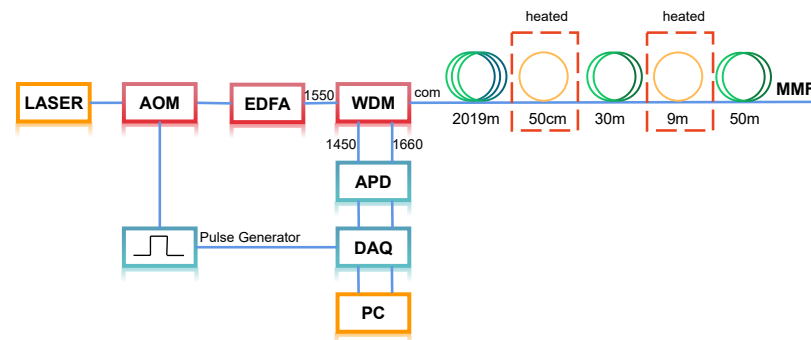 heated heated
LASER AOM EDFA 1550 WDM com MMF
2019m 50cm 30m 9m 50m
1450 1660
APD
Pulse Generator DAQ
PC